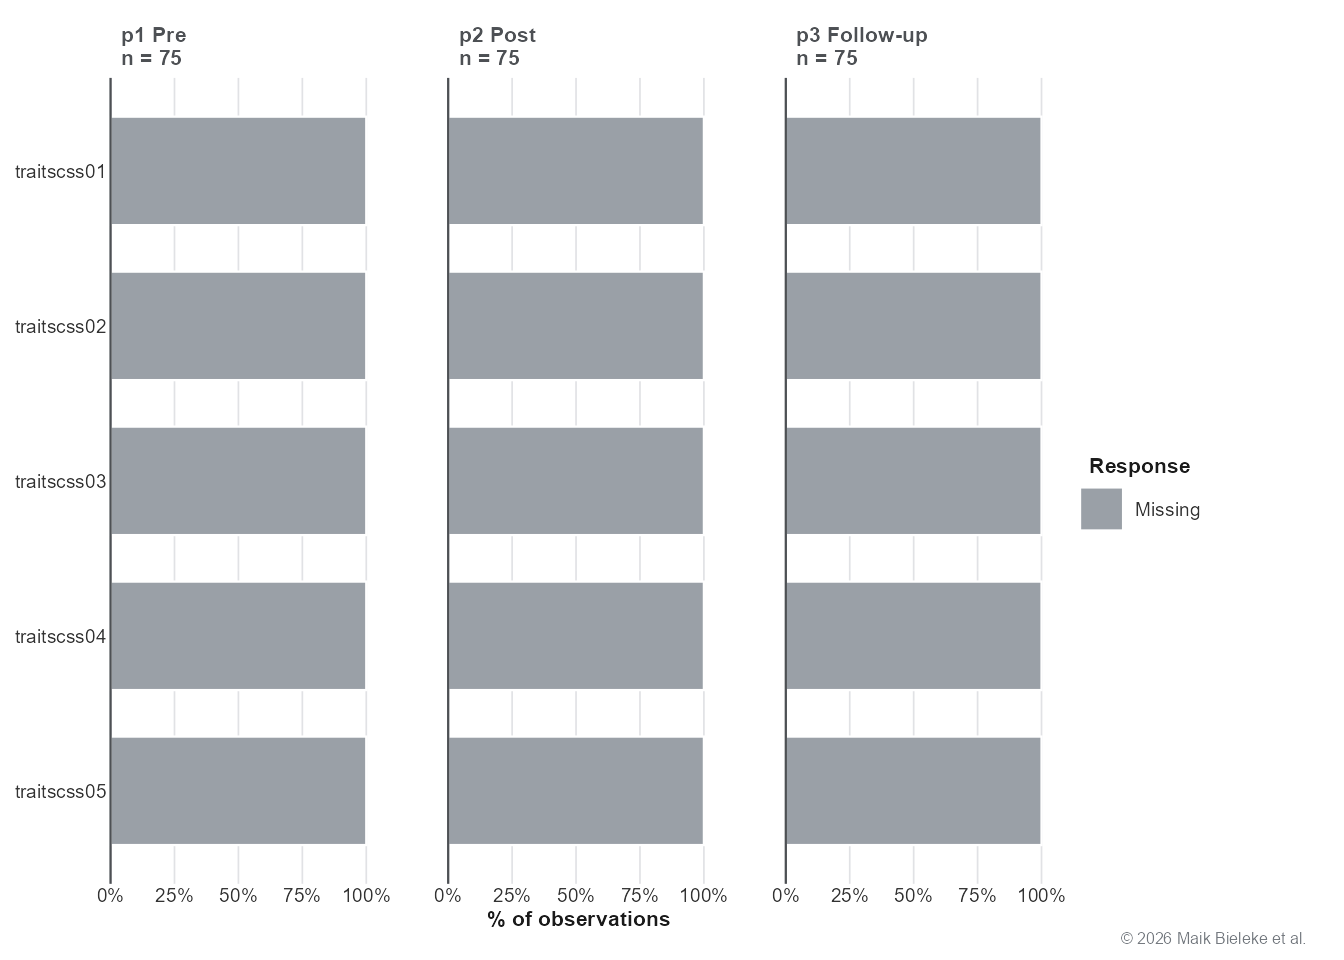 p1 Pre
n = 75
p2 Post
n = 75
p3 Follow-up
n = 75
traitscss01
traitscss02
traitscss03
traitscss04
traitscss05
0% 25% 50% 75% 100%
0% 25% 50% 75% 100%
0% 25% 50% 75% 100%
% of observations
Response
Missing
© 2026 Maik Bieleke et al.